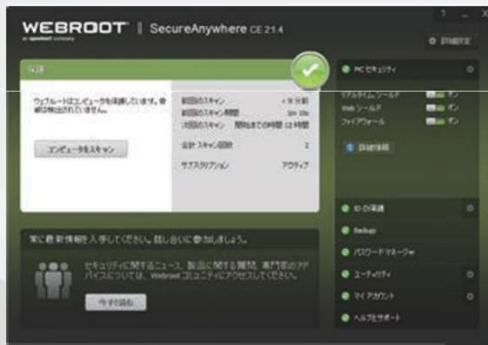 WEBROOT | SecureAnywhere CE 21.4
an opentext company
詳細設定
保護
ウェブルートはコンピュータを保護しています。脅威は検出されていません。
コンピュータをスキャン
前回のスキャン
前回のスキャン期間
次回のスキャン 開始までの時間
合計スキャン回数 2
サブスクリプション アクティブ
PC セキュリティ
リアルタイム シールド オン
Web シールド オン
ファイアウォール オン
詳細情報
ID の保護
Backup
パスワード マネージャ
ユーティリティ
マイ アカウント
ヘルプとサポート
常に最新情報を入手してください。話し合いに参加しましょう。
セキュリティに関するニュース、製品に関する質問、専門家のアドバイスについては、Webroot コミュニティにアクセスしてください。
今すぐ読む